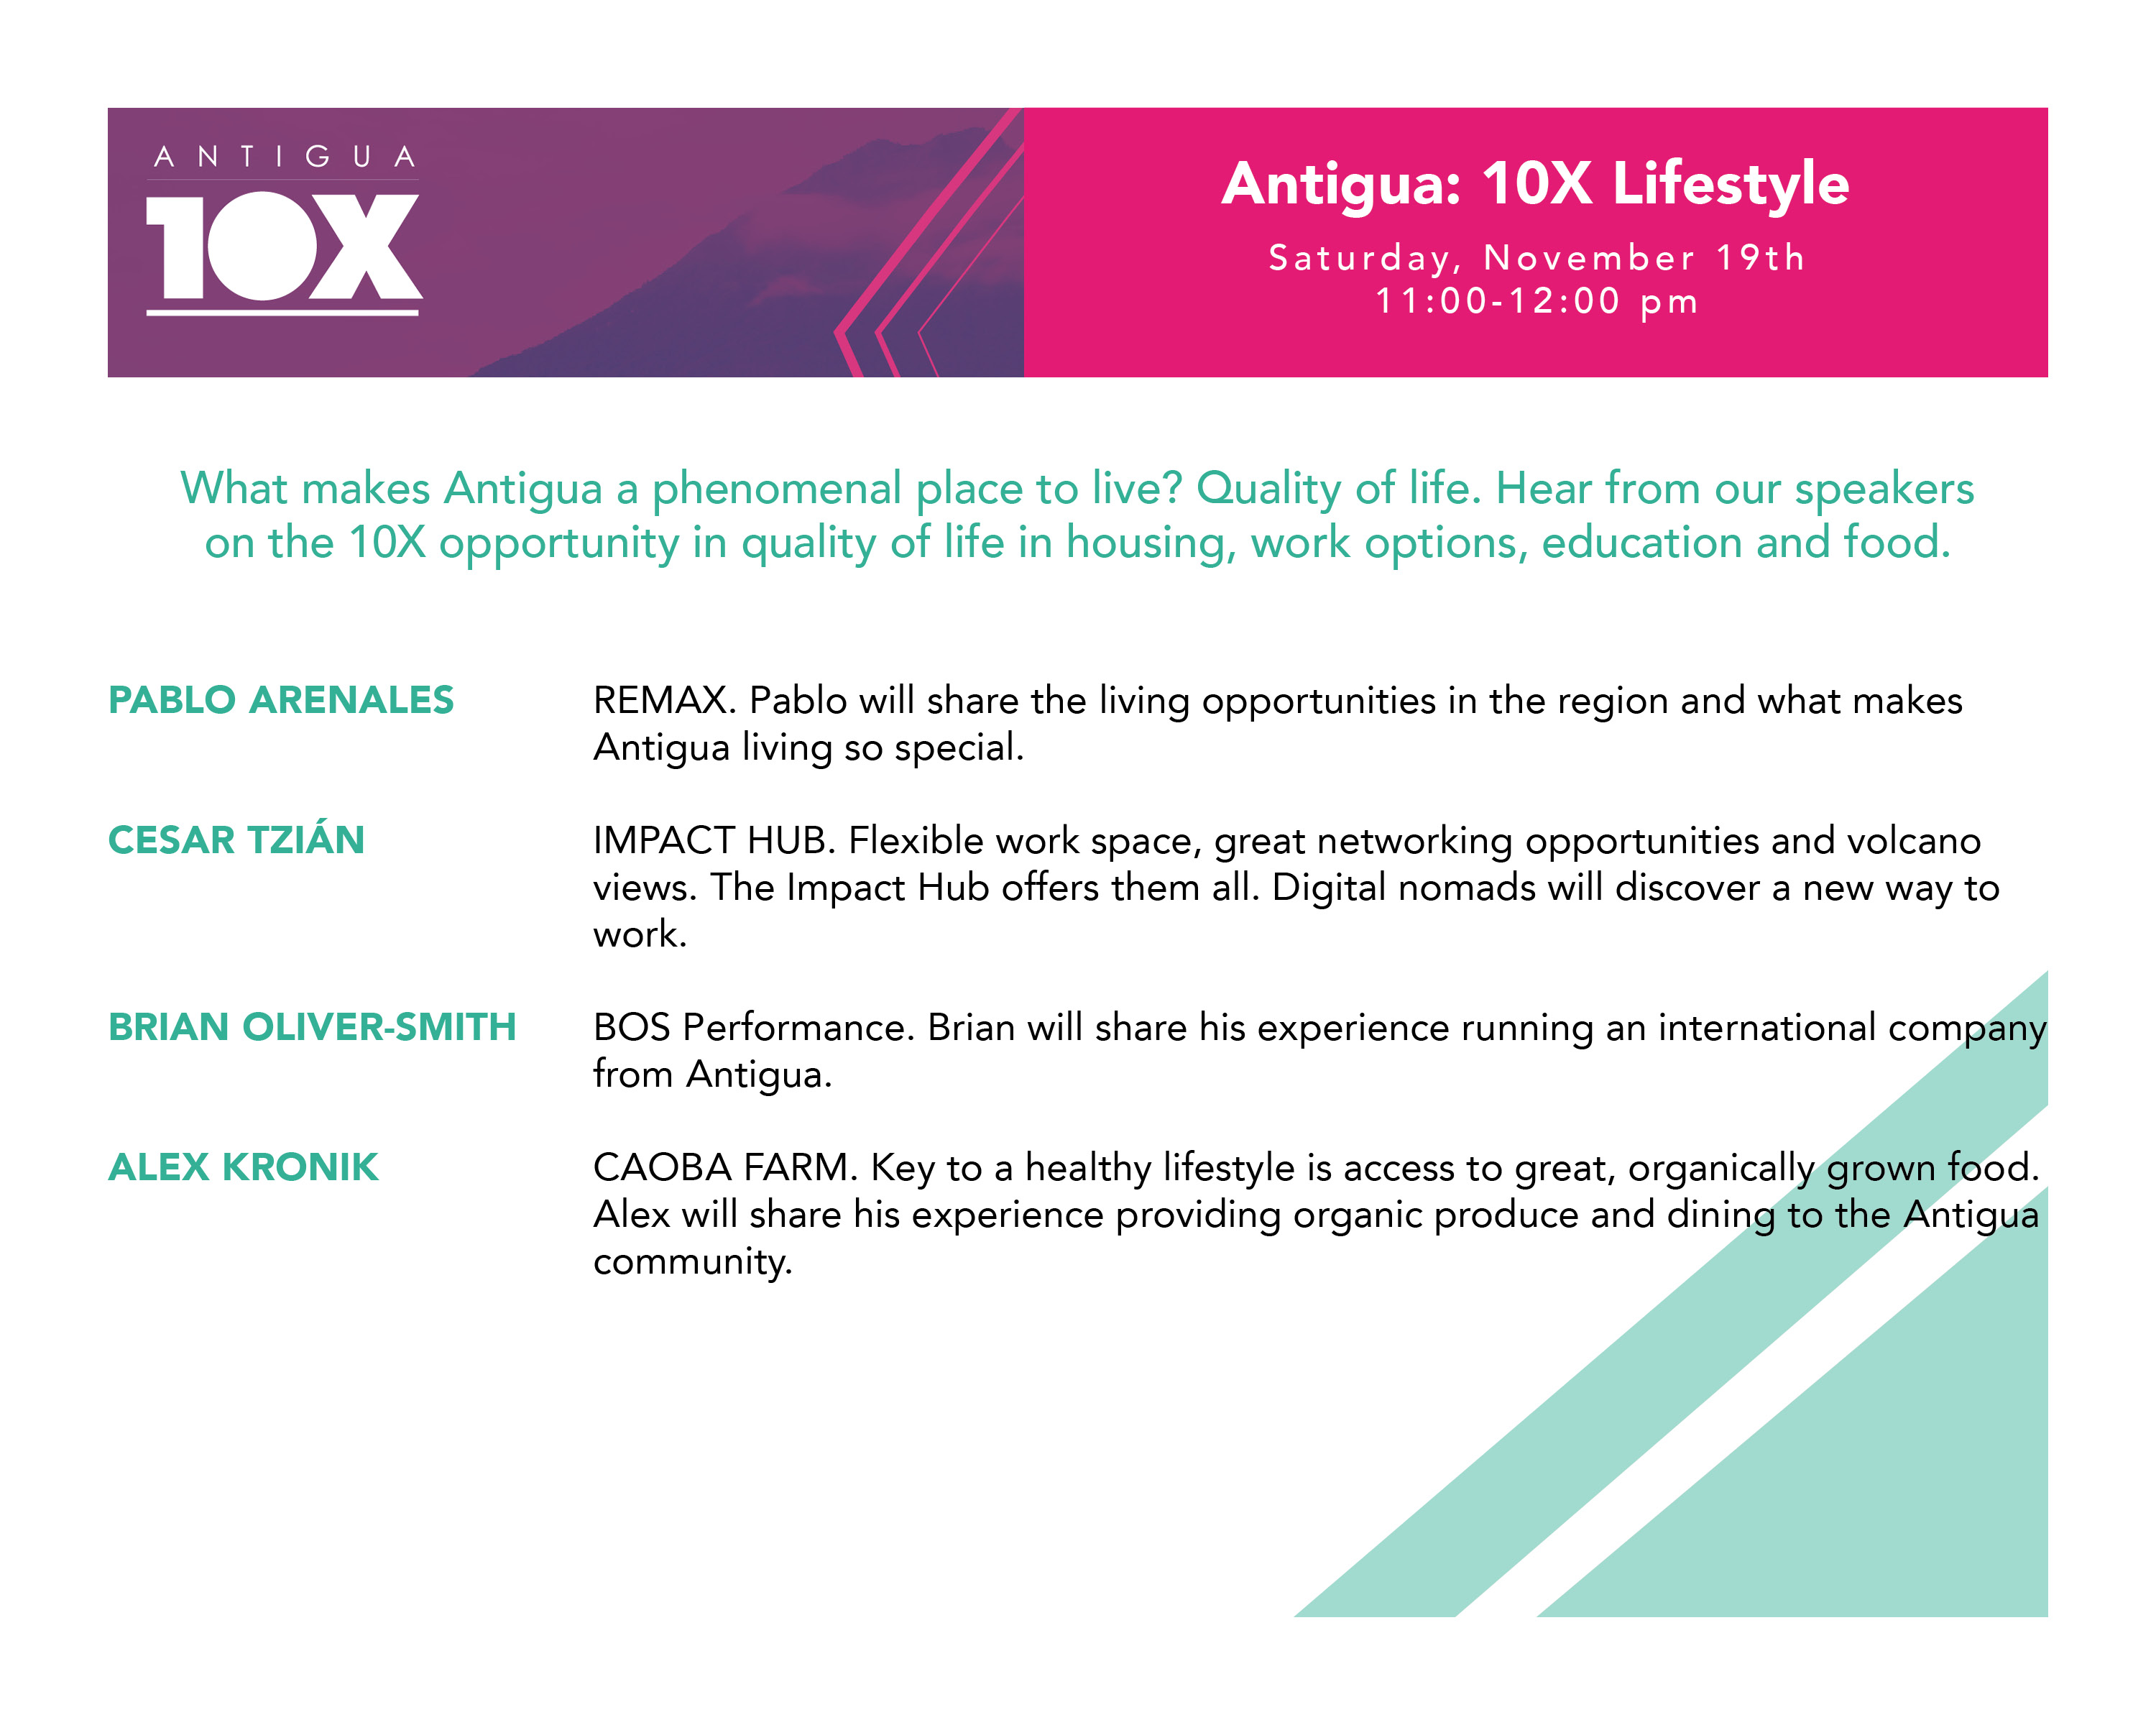 ANTIGUA
10X
Antigua: 10X Lifestyle
Saturday, November 19th
11:00-12:00 pm
What makes Antigua a phenomenal place to live? Quality of life. Hear from our speakers
on the 10X opportunity in quality of life in housing, work options, education and food.
PABLO ARENALES
REMAX. Pablo will share the living opportunities in the region and what makes
Antigua living so special.
CESAR TZIÁN
IMPACT HUB. Flexible work space, great networking opportunities and volcano
views. The Impact Hub offers them all. Digital nomads will discover a new way to
work.
BRIAN OLIVER-SMITH
BOS Performance. Brian will share his experience running an international company
from Antigua.
ALEX KRONIK
CAOBA FARM. Key to a healthy lifestyle is access to great, organically grown food.
Alex will share his experience providing organic produce and dining to the Antigua
community.